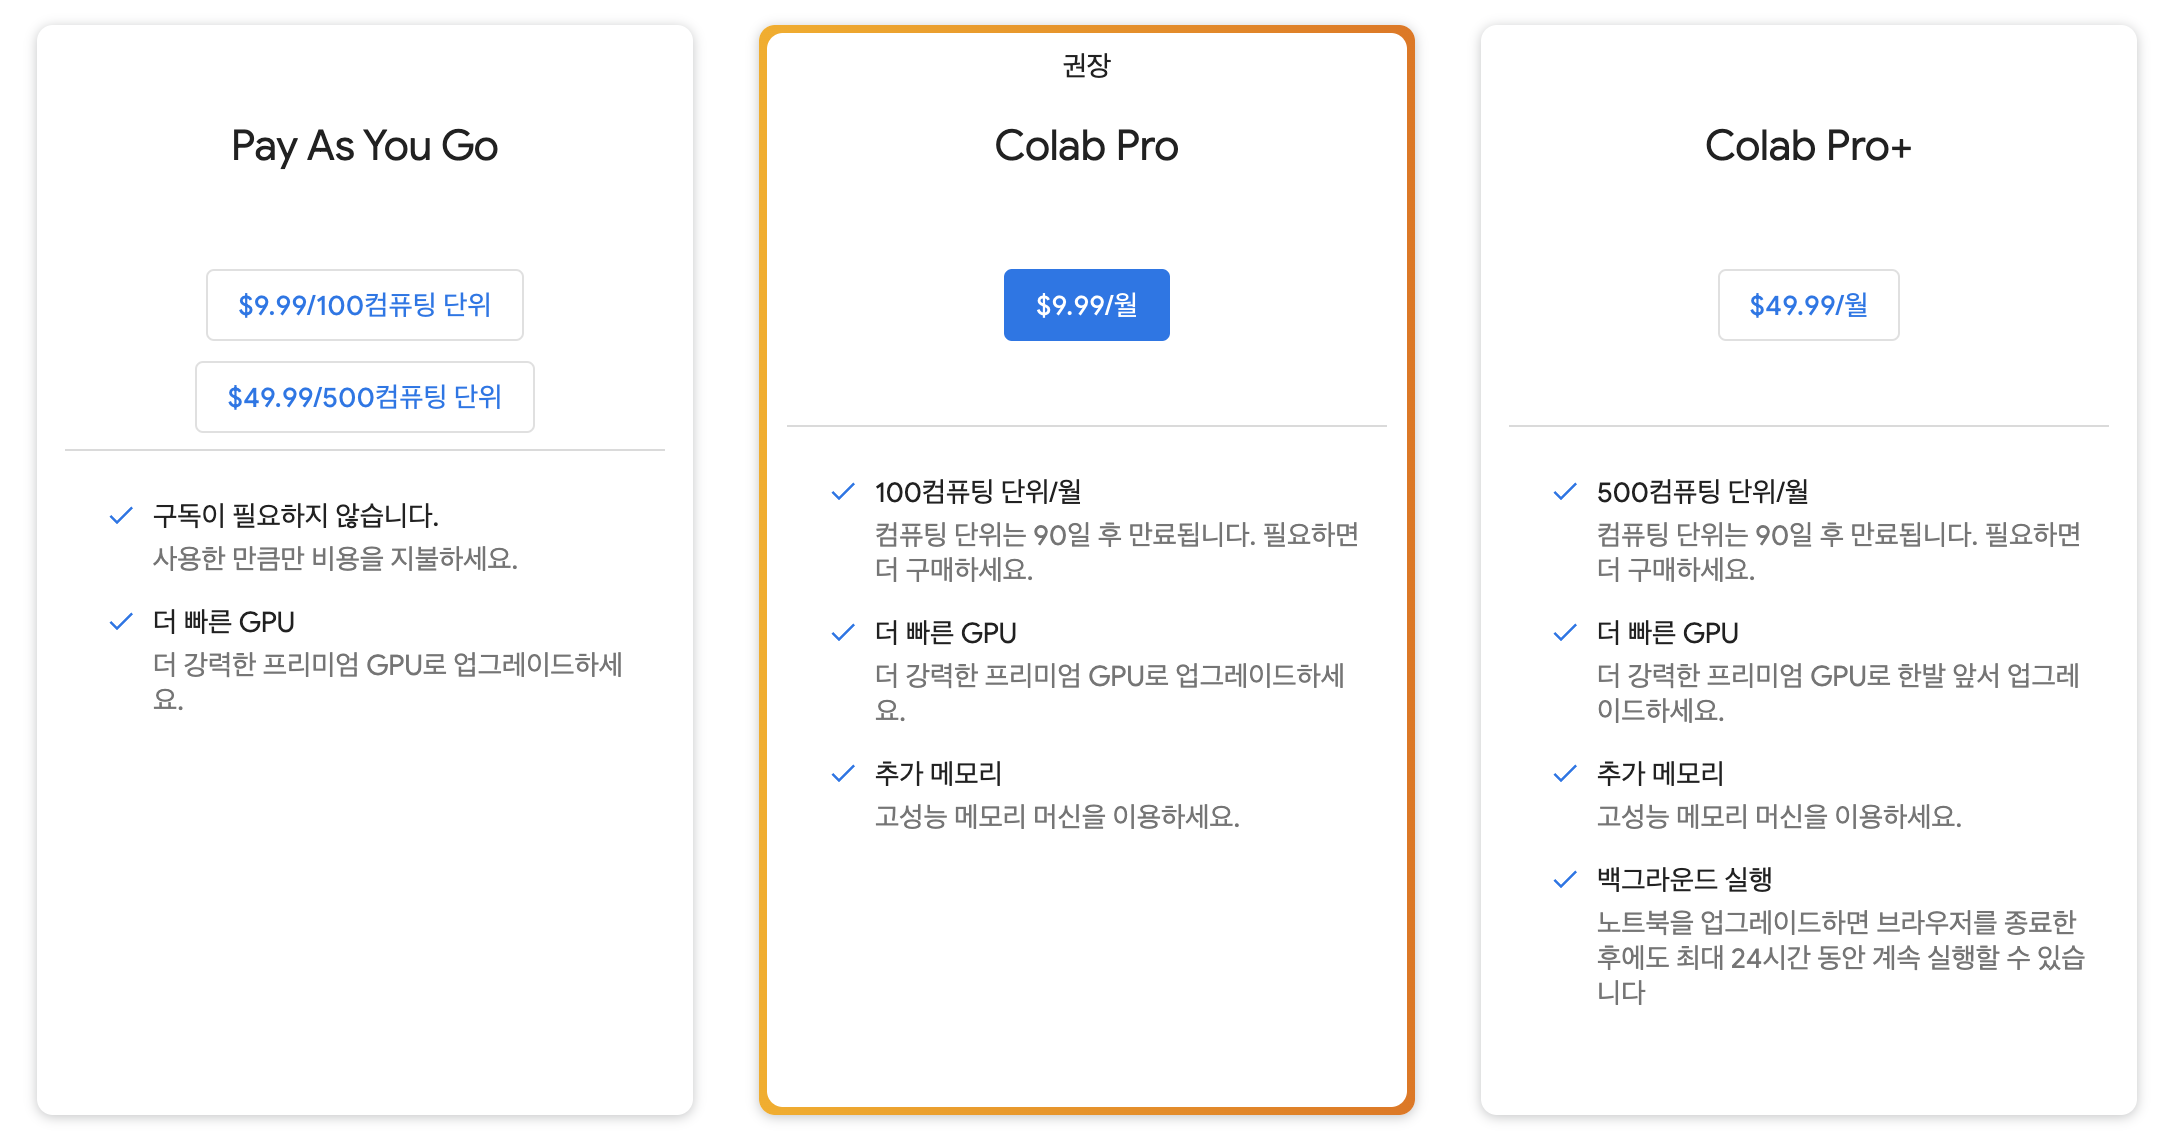 Pay As You Go
$9.99/100컴퓨팅 단위
$49.99/500컴퓨팅 단위
구독이 필요하지 않습니다.
사용한 만큼만 비용을 지불하세요.
더 빠른 GPU
더 강력한 프리미엄 GPU로 업그레이드하세
요.
권장
Colab Pro
$9.99/월
100컴퓨팅 단위/월
컴퓨팅 단위는 90일 후 만료됩니다. 필요하면
더 구매하세요.
더 빠른 GPU
더 강력한 프리미엄 GPU로 업그레이드하세
요.
추가 메모리
고성능 메모리 머신을 이용하세요.
Colab Pro+
$49.99/월
500컴퓨팅 단위/월
컴퓨팅 단위는 90일 후 만료됩니다. 필요하면
더 구매하세요.
더 빠른 GPU
더 강력한 프리미엄 GPU로 한발 앞서 업그레
이드하세요.
추가 메모리
고성능 메모리 머신을 이용하세요.
백그라운드 실행
노트북을 업그레이드하면 브라우저를 종료한
후에도 최대 24시간 동안 계속 실행할 수 있습
니다